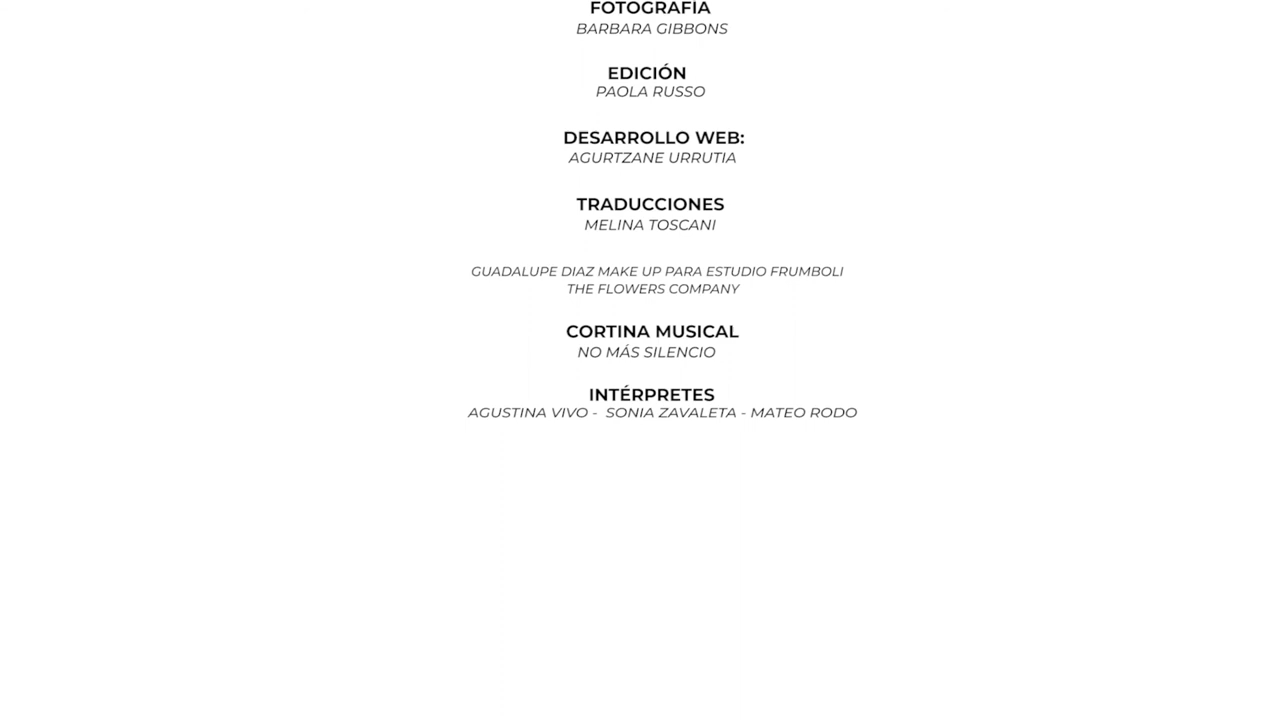 FOTOGRAFÍA
BARBARA GIBBONS
EDICIÓN
PAOLA RUSSO
DESARROLLO WEB:
AGURTZANE URRUTIA
TRADUCCIONES
MELINA TOSCANI
GUADALUPE DIAZ MAKE UP PARA ESTUDIO FRUMBOLI
THE FLOWERS COMPANY
CORTINA MUSICAL
NO MÁS SILENCIO
INTÉRPRETES
AGUSTINA VIVO -  SONIA ZAVALETA - MATEO RODO